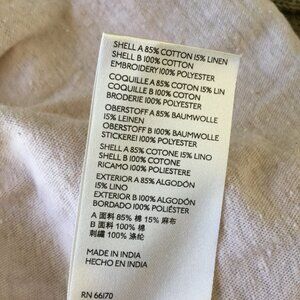 SHELL A 85% COTTON 15% LINEN
SHELL B 100% COTTON
EMBROIDERY 100% POLYESTER
COQUILLE A 85% COTON 15% LIN
COQUILLE B 100% COTON
BRODERIE 100% POLYESTER
OBERSTOFF A 85% BAUMWOLLE
15% LEINEN
OBERSTOFF B 100% BAUMWOLLE
STICKEREI 100% POLYESTER
SHELL A 85% COTONE 15% LINO
SHELL B 100% COTONE
RICAMO 100% POLIESTERE
EXTERIOR A 85% ALGODÓN
15% LINO
EXTERIOR B 100% ALGODÓN
BORDADO 100% POLIÉSTER
A 面料 85% 棉 15% 麻布
B 面料 100% 棉
刺繡 100% 涤纶
MADE IN INDIA
HECHO EN INDIA
RN 66170